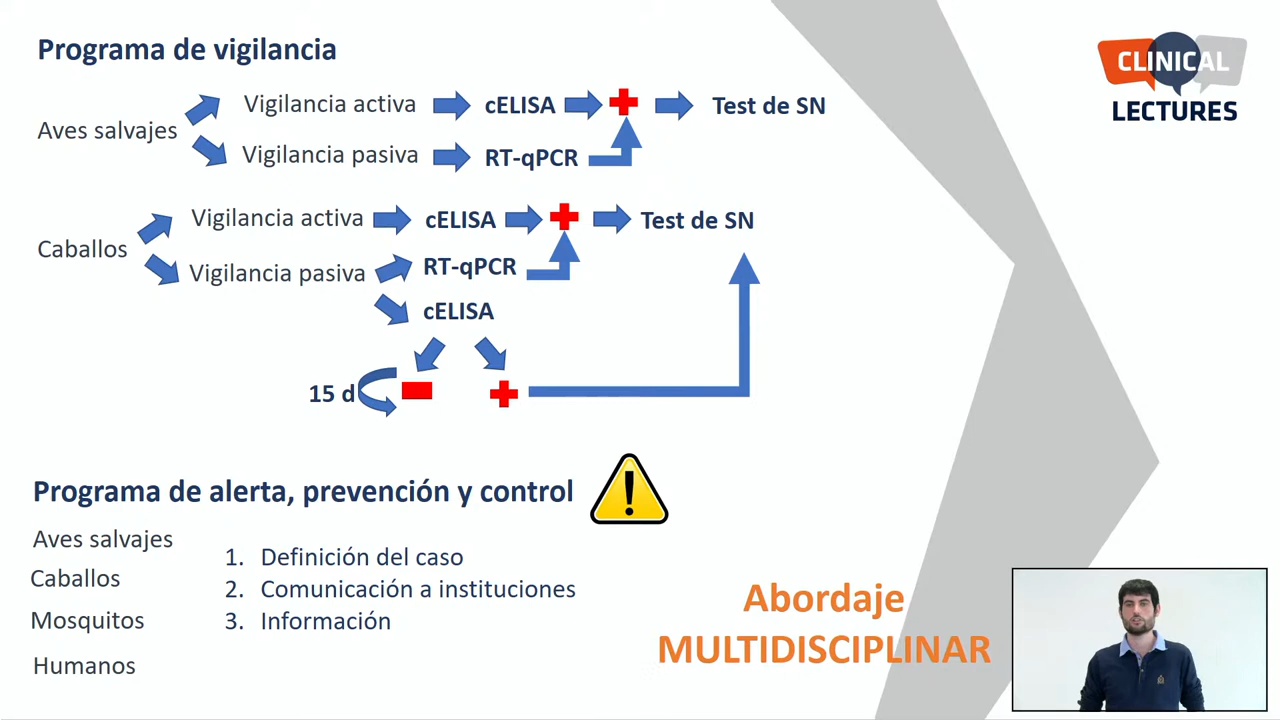 Programa de vigilancia
CLINICAL
LECTURES
Aves salvajes
Vigilancia activa
cELISA
Test de SN
Vigilancia pasiva
RT-qPCR
Caballos
Vigilancia activa
cELISA
Test de SN
Vigilancia pasiva
RT-qPCR
cELISA
15 d
Programa de alerta, prevención y control
Aves salvajes
Caballos
Mosquitos
Humanos
1. Definición del caso
2. Comunicación a instituciones
3. Información
Abordaje
MULTIDISCIPLINAR